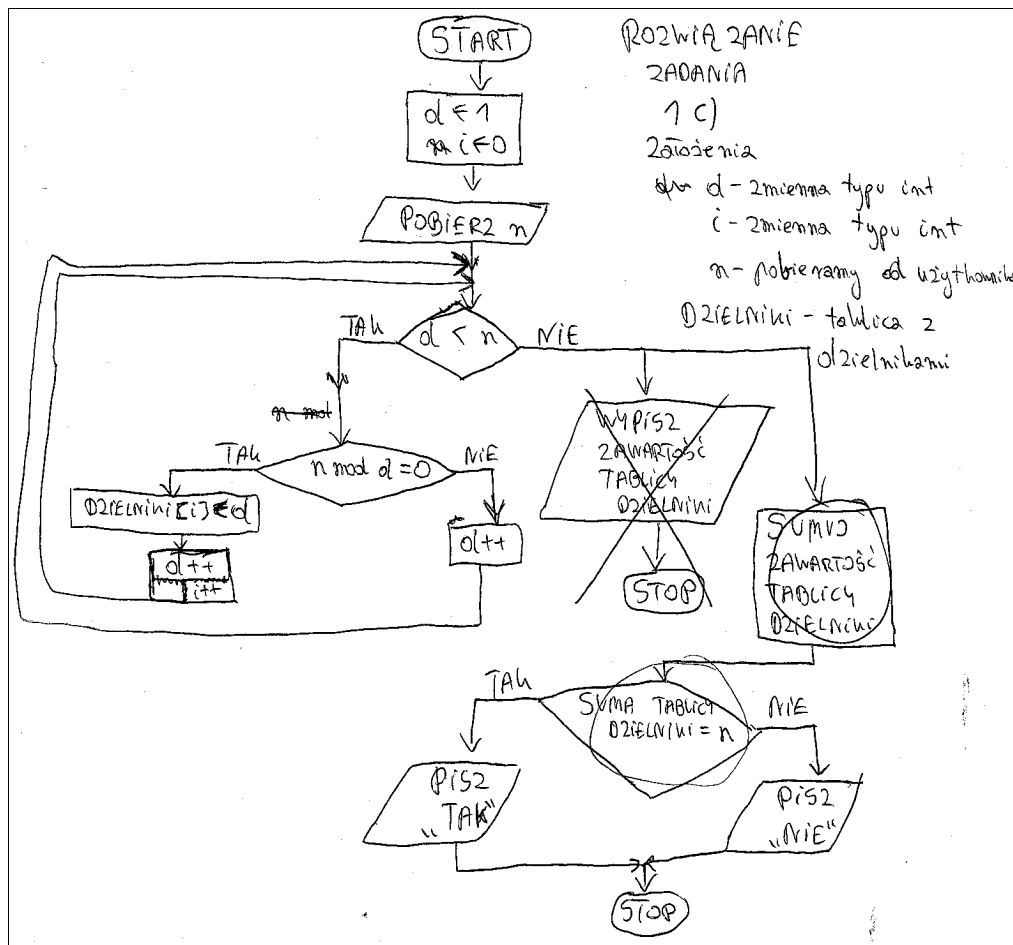 START
ROZWIĄZANIE
ZADANIA
1 c)
Założenia
d - zmienna typu int
i - zmienna typu int
n - pobieramy od użytkownika
DZIELNIKI - tablica z
dzielnikami
d ← 1
i ← 0
POBIERZ n
TAK
d < n
NIE
n mod
TAK
n mod d = 0
NIE
DZIELNIKI [i] ← d
d++
i++
d++
WYPISZ
ZAWARTOŚĆ
TABLICY
DZIELNIKI
STOP
SUMUJ
ZAWARTOŚĆ
TABLICY
DZIELNIKI
TAK
SUMA TABLICY
DZIELNIKI = n
NIE
PISZ
„TAK"
PISZ
„NIE"
STOP